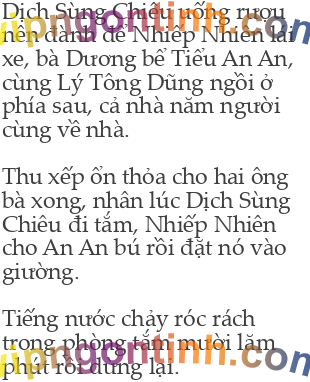 Dịch Sùng Chiêu uống rượu
nên đành để Nhiếp Nhiên lái
xe, bà Dương bế Tiểu An An,
cùng Lý Tông Dũng ngồi ở
phía sau, cả nhà năm người
cùng về nhà.
Thu xếp ổn thỏa cho hai ông
bà xong, nhân lúc Dịch Sùng
Chiêu đi tắm, Nhiếp Nhiên
cho An An bú rồi đặt nó vào
giường.
Tiếng nước chảy róc rách
trong phòng tắm mười lăm
phút rồi dừng lại.
vipngontinh.com
vipngontinh.com